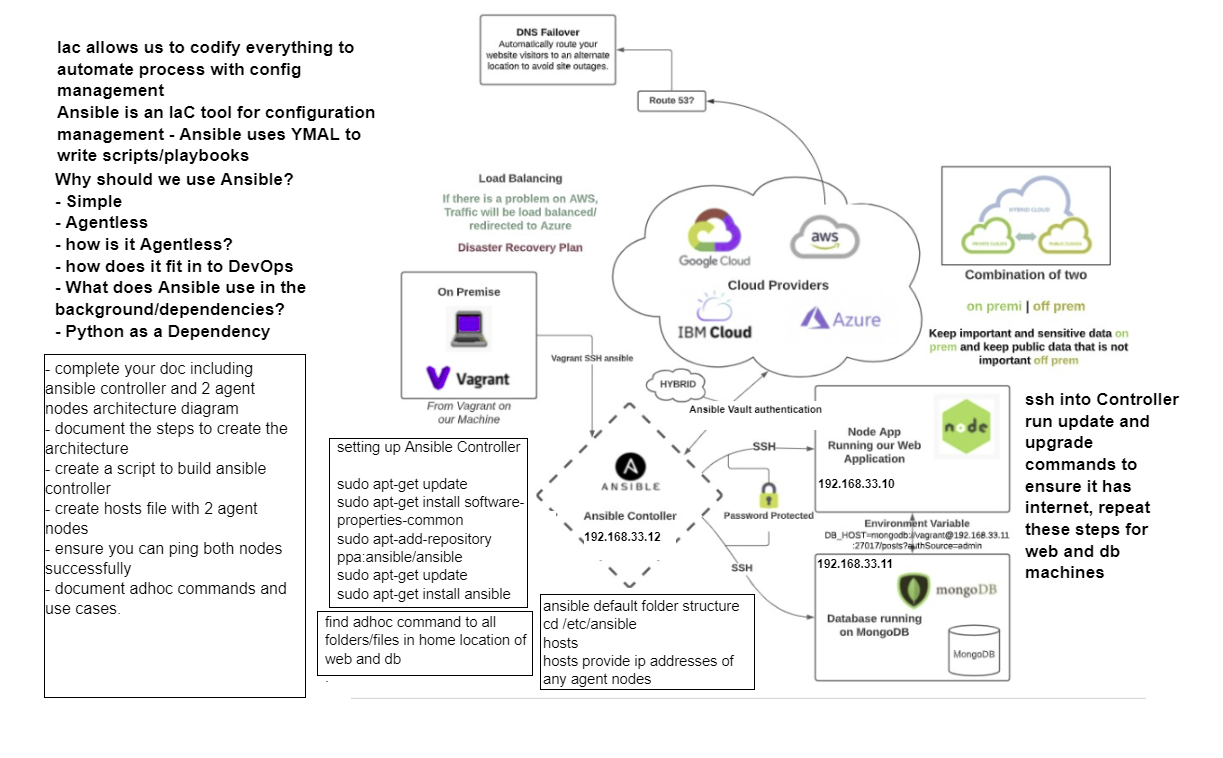 Iac allows us to codify everything to
automate process with config
management
Ansible is an IaC tool for configuration
management - Ansible uses YMAL to
write scripts/playbooks
Why should we use Ansible?
- Simple
- Agentless
- how is it Agentless?
- how does it fit in to DevOps
- What does Ansible use in the
background/dependencies?
- Python as a Dependency
- complete your doc including
ansible controller and 2 agent
nodes architecture diagram
- document the steps to create the
architecture
- create a script to build ansible
controller
- create hosts file with 2 agent
nodes
- ensure you can ping both nodes
successfully
- document adhoc commands and
use cases.
DNS Failover
Automatically route your
website visitors to an alternate
location to avoid site outages.
Route 53?
Load Balancing
If there is a problem on AWS,
Traffic will be load balanced/
redirected to Azure
Disaster Recovery Plan
On Premise
Vagrant
From Vagrant on
our Machine
Vagrant SSH ansible
Google Cloud
aws
Cloud Providers
IBM Cloud
Azure
HYBRID
Ansible Vault authentication
HYBRID CLOUD
PRIVATE CLOUDS
PUBLIC CLOUDS
Combination of two
on premi | off prem
Keep important and sensitive data on
prem and keep public data that is not
important off prem
setting up Ansible Controller
sudo apt-get update
sudo apt-get install software-
properties-common
sudo apt-add-repository
ppa:ansible/ansible
sudo apt-get update
sudo apt-get install ansible
find adhoc command to all
folders/files in home location of
web and db
.
ansible default folder structure
cd /etc/ansible
hosts
hosts provide ip addresses of
any agent nodes
A
ANSIBLE
Ansible Contoller
192.168.33.12
SSH
Password Protected
SSH
Node App
Running our Web
Application
node
192.168.33.10
Environment Variable
DB_HOST=mongodb://vagrant@192.168.33.11
:27017/posts?authSource=admin
192.168.33.11
mongoDB
Database running
on MongoDB
MongoDB
ssh into Controller
run update and
upgrade
commands to
ensure it has
internet, repeat
these steps for
web and db
machines